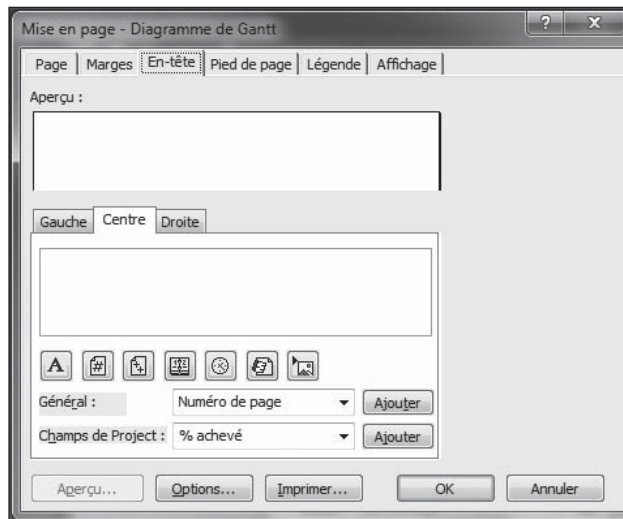 Mise en page - Diagramme de Gantt
? X
Page Marges En-tête Pied de page Légende Affichage
Aperçu :
Gauche Centre Droite
A
Général : Numéro de page Ajouter
Champs de Project : % achevé Ajouter
Aperçu... Options... Imprimer... OK Annuler